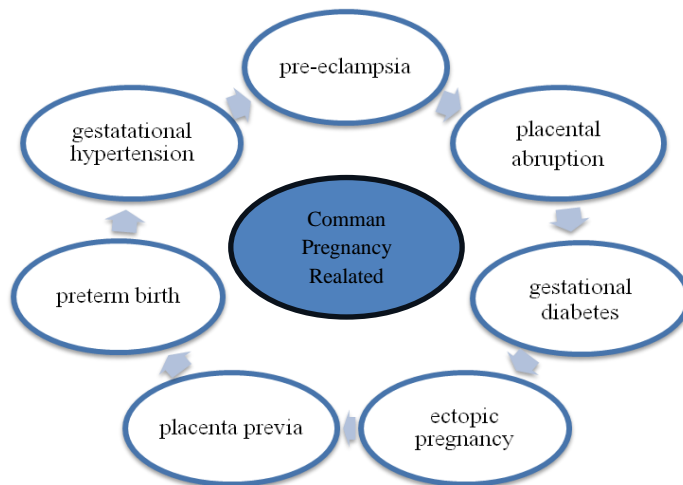 pre-eclampsia
placental
abruption
gestational
diabetes
ectopic
pregnancy
placenta previa
preterm birth
gestatational
hypertension
Comman
Pregnancy
Realated